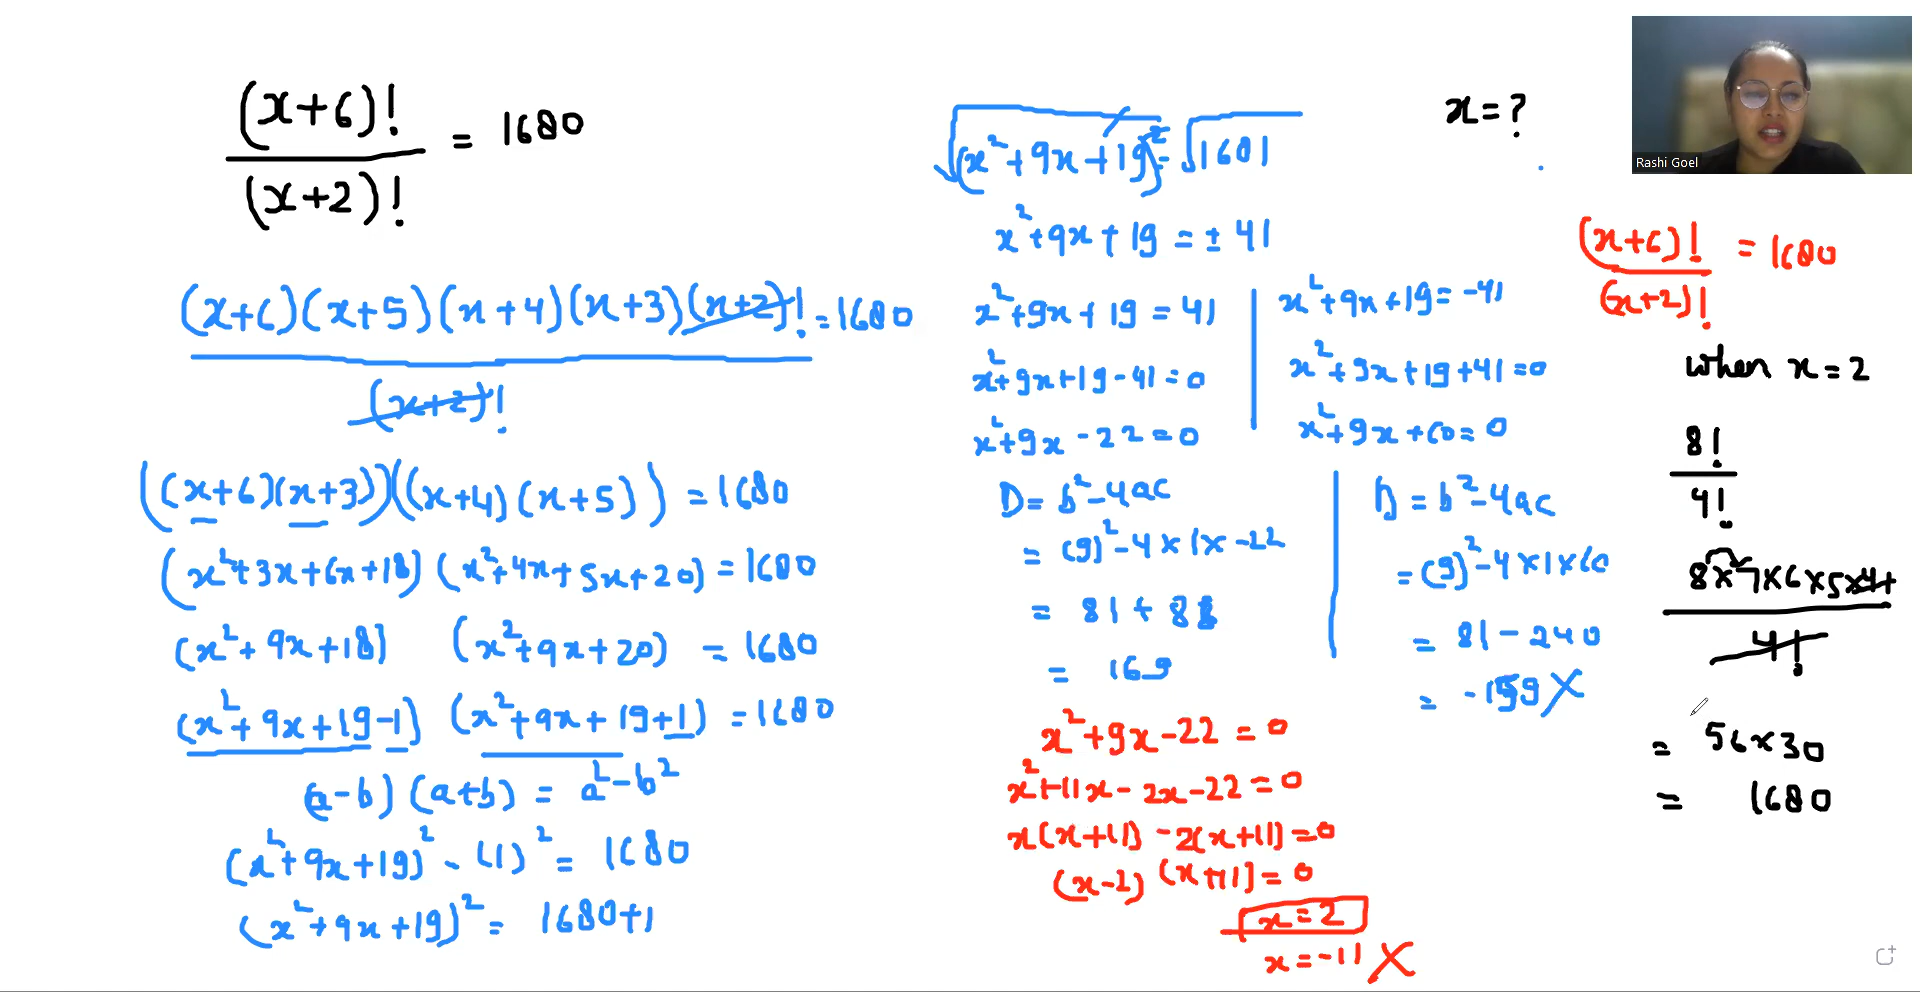 (x+6)!
= 1680
(x+2)!
(x+6)(x+5)(x+4)(x+3)(x+2)! = 1680
(x+2)!
((x+6)(x+3))((x+4)(x+5)) = 1680
(x²+3x+6x+18)(x²+4x+5x+20) = 1680
(x²+9x+18) (x²+9x+20) = 1680
(x²+9x+19-1) (x²+9x+19+1) = 1680
(a-b)(a+b) = a²-b²
(x²+9x+19)² - (1)² = 1680
(x²+9x+19)² = 1680+1
√(x²+9x+19)² = √1681
x²+9x+19 = ± 41
x²+9x+19 = 41
x²+9x+19-41=0
x²+9x-22=0
D = b²-4ac
= (9)²-4×1×-22
= 81+88
= 169
x²+9x+19=-41
x²+9x+19+41=0
x²+9x+60=0
D = b²-4ac
= (9)²-4×1×60
= 81-240
= -159 X
x²+9x-22=0
x²+11x-2x-22=0
x(x+11)-2(x+11)=0
(x-2)(x+11)=0
x=2
x=-11 X
x=?
Rashi Goel
(x+6)!
= 1680
(x+2)!
when x=2
8!
4!
8×7×6×5×4!
4!
= 56×30
= 1680